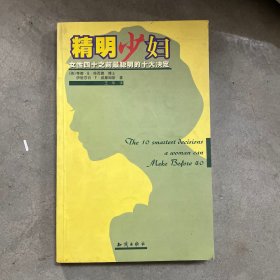 精明少妇
女性四十之前最聪明的十大决定
The 10 smartest decisions
a woman can
Make Before 40
知识出版社